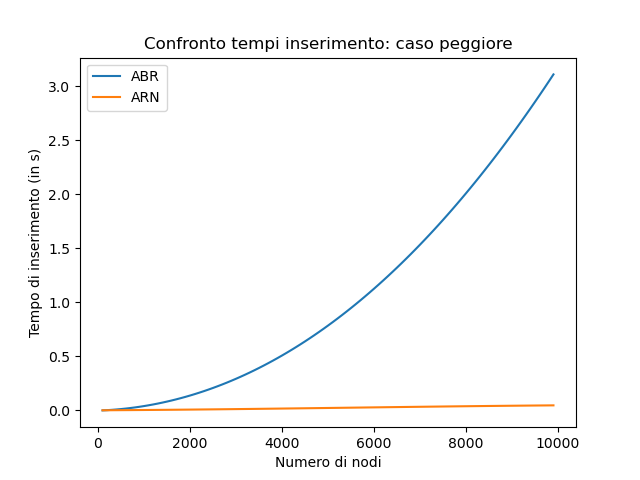 Confronto tempi inserimento: caso peggiore
ABR
ARN
Tempo di inserimento (in s)
3.0
2.5
2.0
1.5
1.0
0.5
0.0
0 2000 4000 6000 8000 10000
Numero di nodi